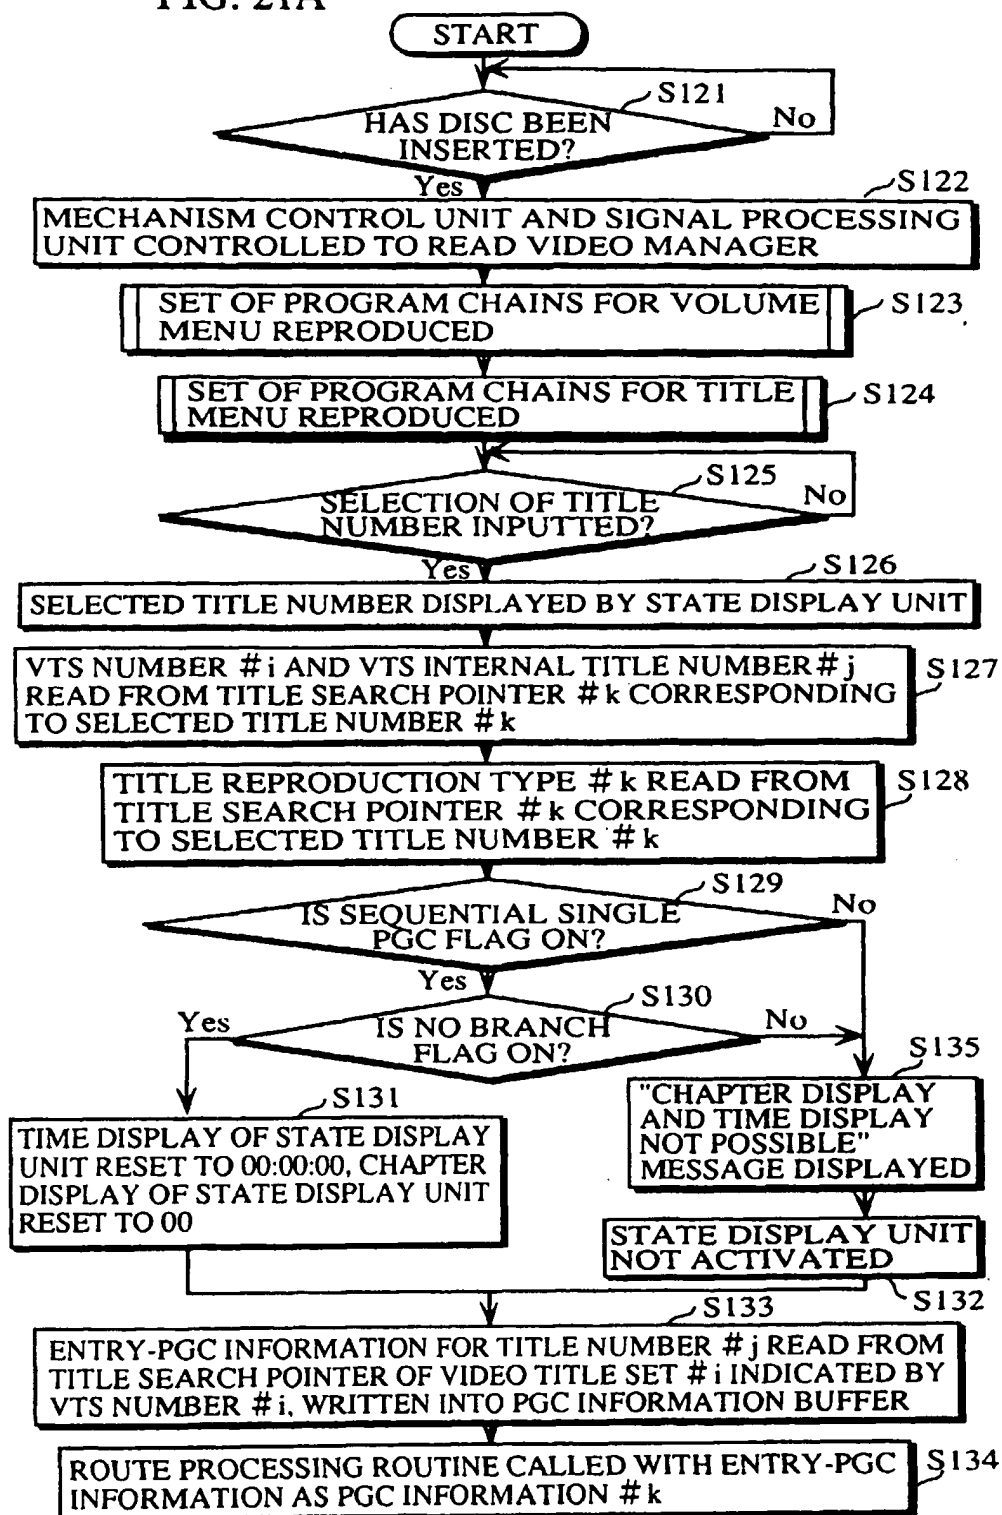 FIG. 21A
START
S121
HAS DISC BEEN
INSERTED?
No
Yes
S122
MECHANISM CONTROL UNIT AND SIGNAL PROCESSING
UNIT CONTROLLED TO READ VIDEO MANAGER
SET OF PROGRAM CHAINS FOR VOLUME
MENU REPRODUCED
S123
SET OF PROGRAM CHAINS FOR TITLE
MENU REPRODUCED
S124
S125
SELECTION OF TITLE
NUMBER INPUTTED?
No
Yes
S126
SELECTED TITLE NUMBER DISPLAYED BY STATE DISPLAY UNIT
VTS NUMBER #i AND VTS INTERNAL TITLE NUMBER #j
READ FROM TITLE SEARCH POINTER #k CORRESPONDING
TO SELECTED TITLE NUMBER #k
S127
TITLE REPRODUCTION TYPE #k READ FROM
TITLE SEARCH POINTER #k CORRESPONDING
TO SELECTED TITLE NUMBER #k
S128
S129
IS SEQUENTIAL SINGLE
PGC FLAG ON?
No
Yes
S130
IS NO BRANCH
FLAG ON?
Yes
No
S131
TIME DISPLAY OF STATE DISPLAY
UNIT RESET TO 00:00:00, CHAPTER
DISPLAY OF STATE DISPLAY UNIT
RESET TO 00
S135
"CHAPTER DISPLAY
AND TIME DISPLAY
NOT POSSIBLE"
MESSAGE DISPLAYED
STATE DISPLAY UNIT
NOT ACTIVATED
S132
S133
ENTRY-PGC INFORMATION FOR TITLE NUMBER #j READ FROM
TITLE SEARCH POINTER OF VIDEO TITLE SET #i INDICATED BY
VTS NUMBER #i, WRITTEN INTO PGC INFORMATION BUFFER
ROUTE PROCESSING ROUTINE CALLED WITH ENTRY-PGC
INFORMATION AS PGC INFORMATION #k
S134